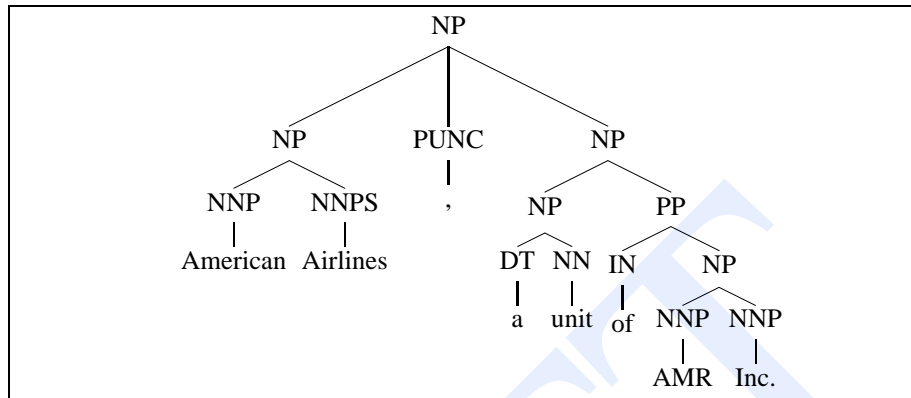 NP
NP PUNC NP
NNP NNPS , NP PP
American Airlines DT NN IN NP
a unit of NNP NNP
AMR Inc.